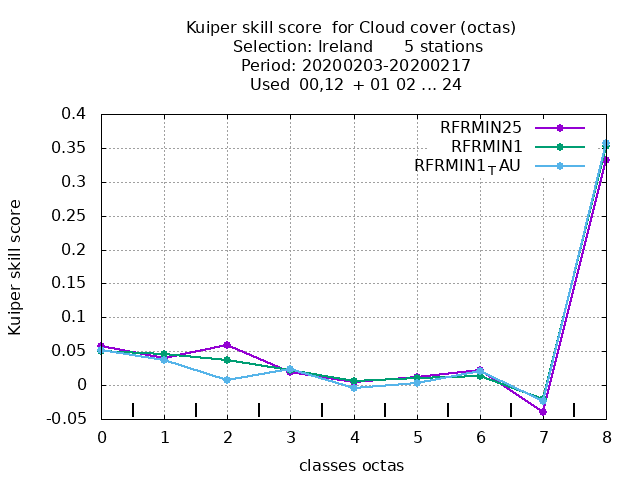 Kuiper skill score for Cloud cover (octas)
Selection: Ireland 5 stations
Period: 20200203-20200217
Used 00,12 + 01 02 ... 24
RFRMIN25
RFRMIN1
RFRMIN1TAU
0.4
0.35
0.3
0.25
0.2
0.15
0.1
0.05
0
-0.05
Kuiper skill score
0 1 2 3 4 5 6 7 8
classes octas